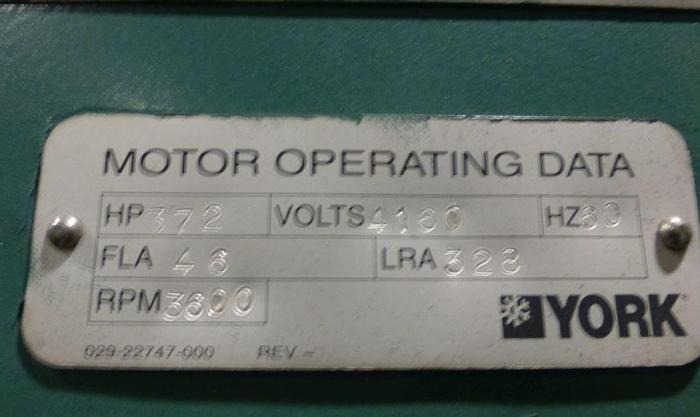 MOTOR OPERATING DATA
HP 372 VOLTS 4160 HZ 60
FLA 46 LRA 328
RPM 3600
YORK
029-22747-000 REV -